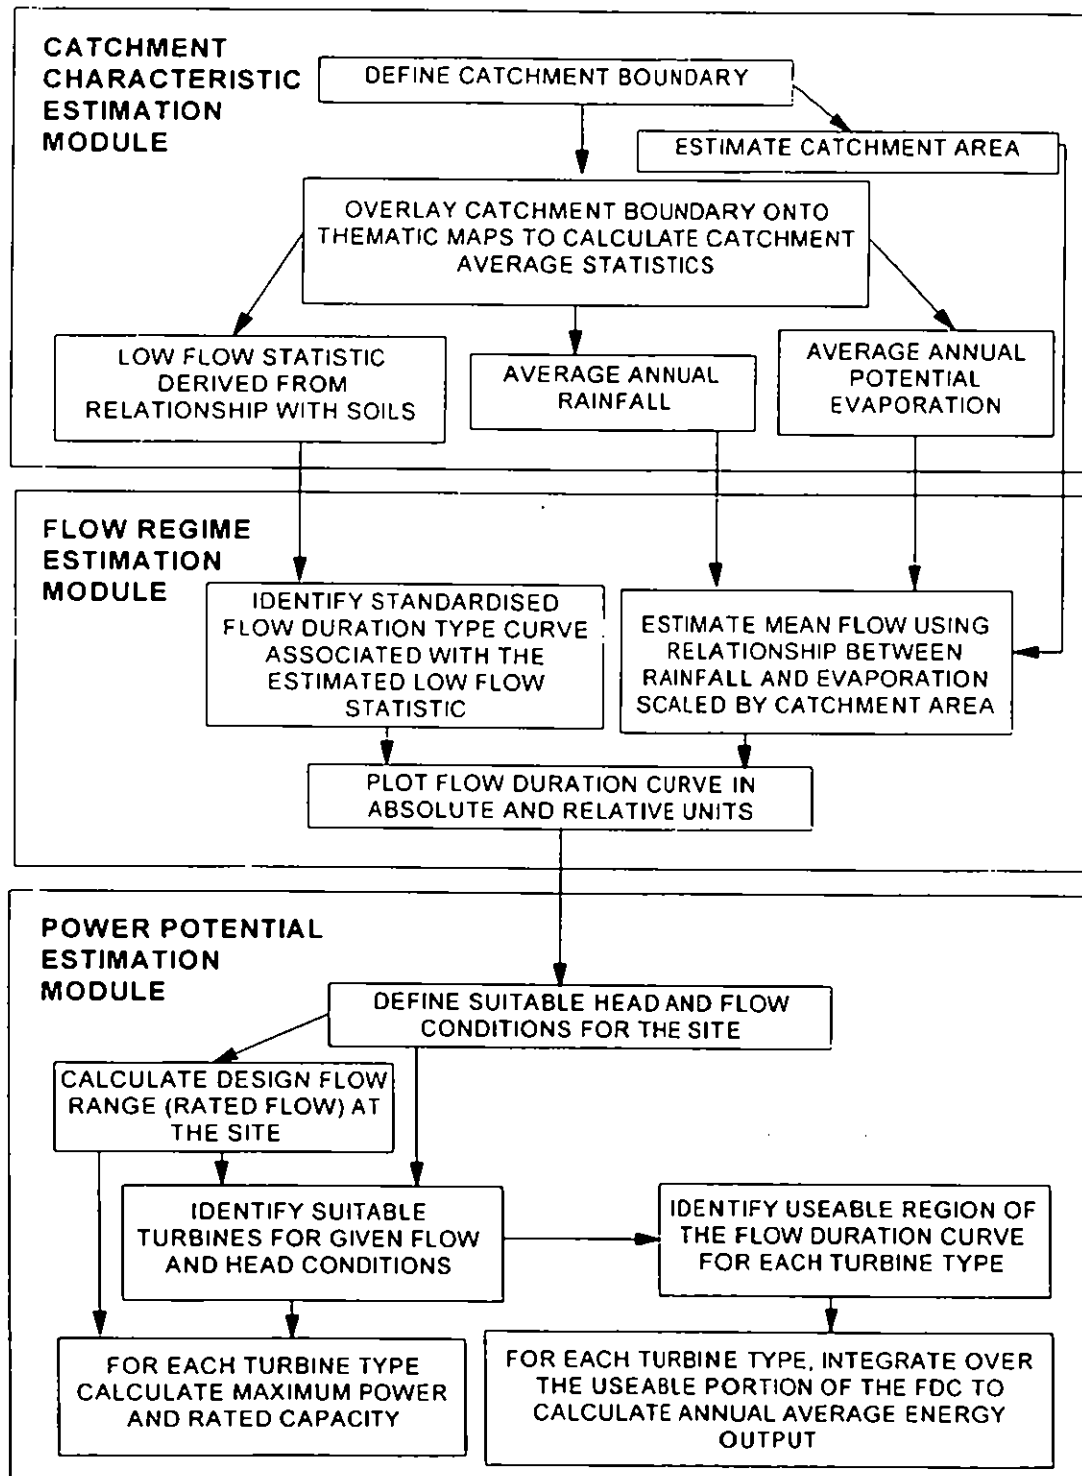 CATCHMENT
CHARACTERISTIC
ESTIMATION
MODULE
DEFINE CATCHMENT BOUNDARY
ESTIMATE CATCHMENT AREA
OVERLAY CATCHMENT BOUNDARY ONTO
THEMATIC MAPS TO CALCULATE CATCHMENT
AVERAGE STATISTICS
LOW FLOW STATISTIC
DERIVED FROM
RELATIONSHIP WITH SOILS
AVERAGE ANNUAL
RAINFALL
AVERAGE ANNUAL
POTENTIAL
EVAPORATION
FLOW REGIME
ESTIMATION
MODULE
IDENTIFY STANDARDISED
FLOW DURATION TYPE CURVE
ASSOCIATED WITH THE
ESTIMATED LOW FLOW
STATISTIC
ESTIMATE MEAN FLOW USING
RELATIONSHIP BETWEEN
RAINFALL AND EVAPORATION
SCALED BY CATCHMENT AREA
PLOT FLOW DURATION CURVE IN
ABSOLUTE AND RELATIVE UNITS
POWER POTENTIAL
ESTIMATION
MODULE
DEFINE SUITABLE HEAD AND FLOW
CONDITIONS FOR THE SITE
CALCULATE DESIGN FLOW
RANGE (RATED FLOW) AT
THE SITE
IDENTIFY SUITABLE
TURBINES FOR GIVEN FLOW
AND HEAD CONDITIONS
IDENTIFY USEABLE REGION OF
THE FLOW DURATION CURVE
FOR EACH TURBINE TYPE
FOR EACH TURBINE TYPE
CALCULATE MAXIMUM POWER
AND RATED CAPACITY
FOR EACH TURBINE TYPE, INTEGRATE OVER
THE USEABLE PORTION OF THE FDC TO
CALCULATE ANNUAL AVERAGE ENERGY
OUTPUT